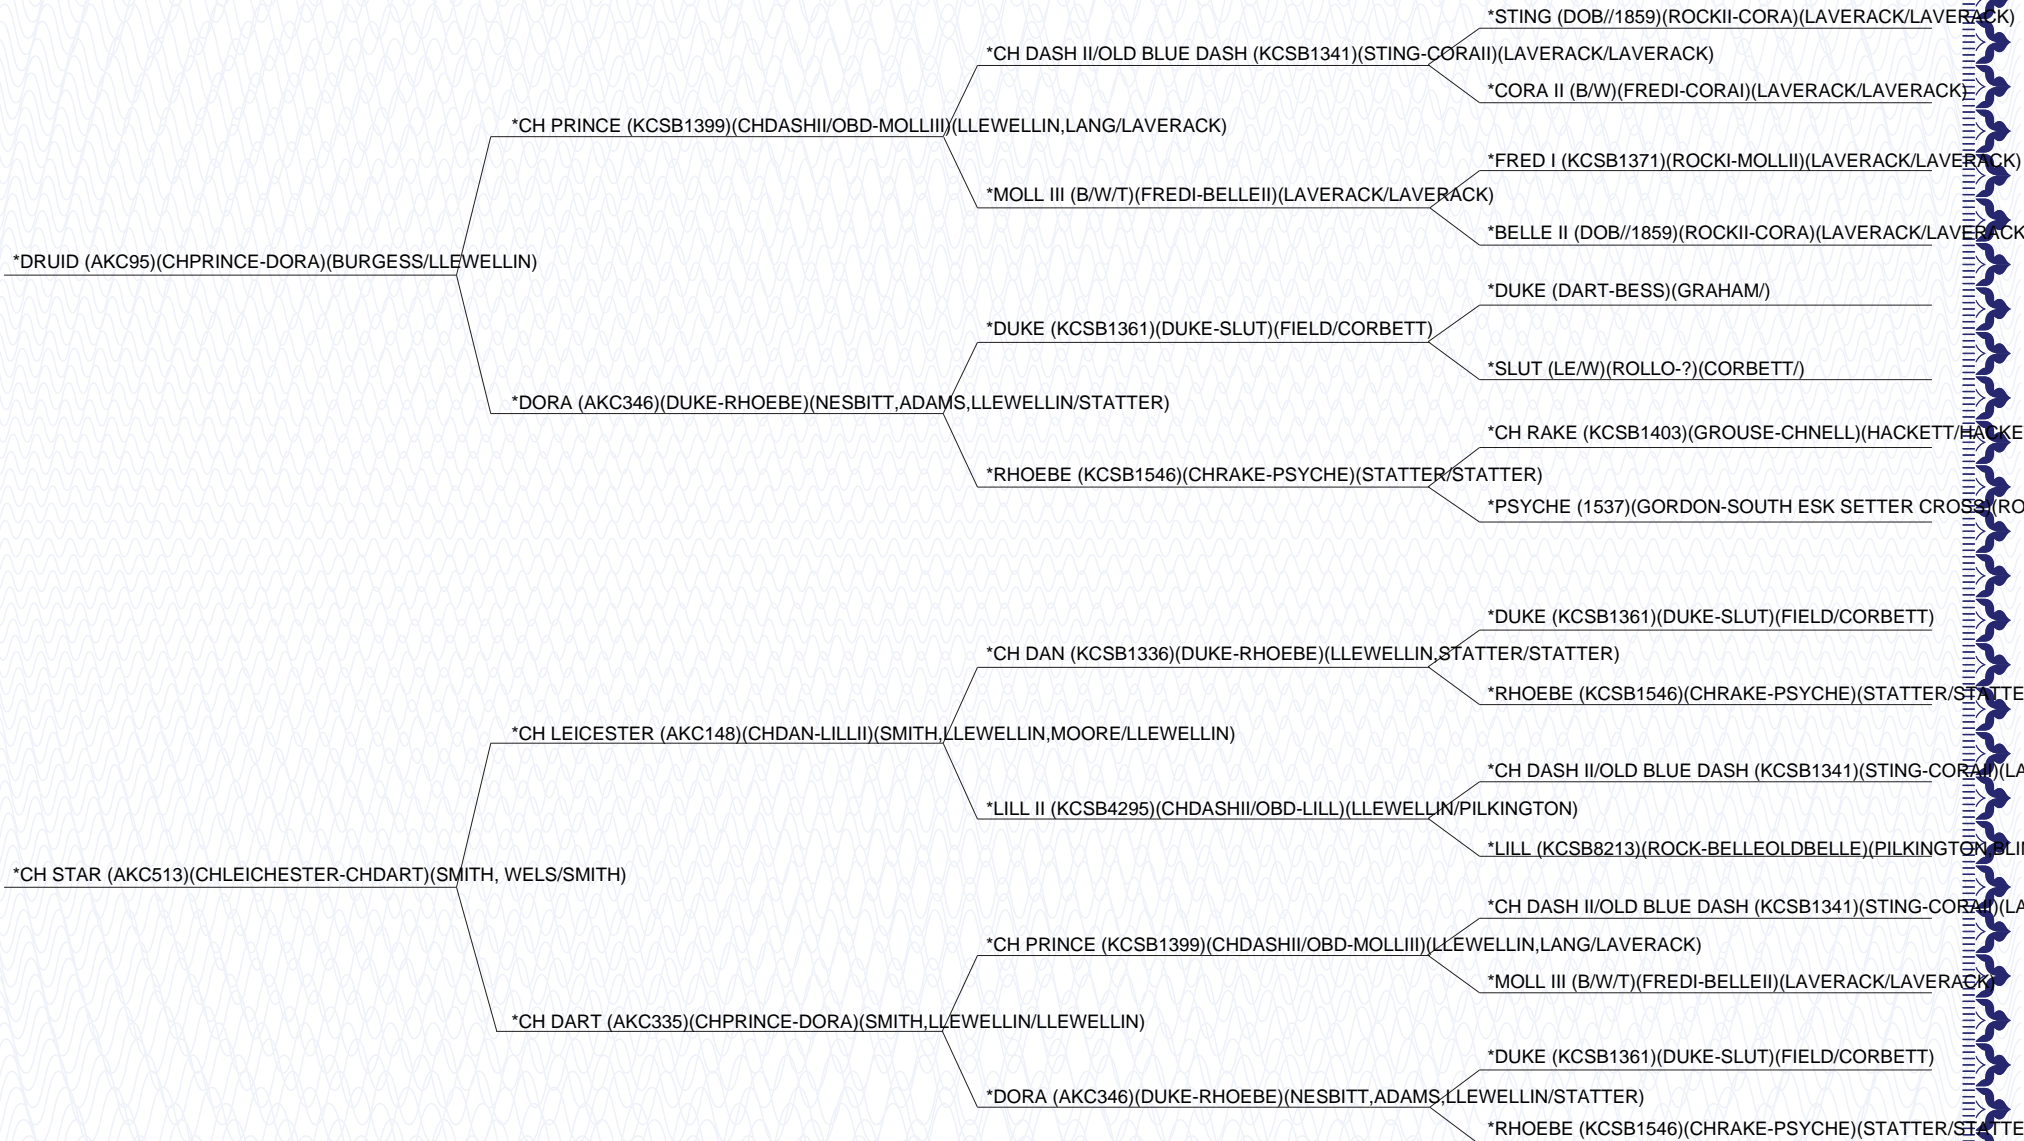 *STING (DOB//1859)(ROCKII-CORA)(LAVERACK/LAVERACK)
*CH DASH II/OLD BLUE DASH (KCSB1341)(STING-CORAII)(LAVERACK/LAVERACK)
*CORA II (B/W)(FREDI-CORAI)(LAVERACK/LAVERACK)
*CH PRINCE (KCSB1399)(CHDASHII/OBD-MOLLIII)(LLEWELLIN,LANG/LAVERACK)
*FRED I (KCSB1371)(ROCKI-MOLLII)(LAVERACK/LAVERACK)
*MOLL III (B/W/T)(FREDI-BELLEII)(LAVERACK/LAVERACK)
*BELLE II (DOB//1859)(ROCKII-CORA)(LAVERACK/LAVERACK
*DRUID (AKC95)(CHPRINCE-DORA)(BURGESS/LLEWELLIN)
*DUKE (DART-BESS)(GRAHAM/)
*DUKE (KCSB1361)(DUKE-SLUT)(FIELD/CORBETT)
*SLUT (LE/W)(ROLLO-?)(CORBETT/)
*DORA (AKC346)(DUKE-RHOEBE)(NESBITT,ADAMS,LLEWELLIN/STATTER)
*CH RAKE (KCSB1403)(GROUSE-CHNELL)(HACKETT/HACKE
*RHOEBE (KCSB1546)(CHRAKE-PSYCHE)(STATTER/STATTER)
*PSYCHE (1537)(GORDON-SOUTH ESK SETTER CROSS)(RO
*DUKE (KCSB1361)(DUKE-SLUT)(FIELD/CORBETT)
*CH DAN (KCSB1336)(DUKE-RHOEBE)(LLEWELLIN,STATTER/STATTER)
*RHOEBE (KCSB1546)(CHRAKE-PSYCHE)(STATTER/STATTE
*CH LEICESTER (AKC148)(CHDAN-LILLII)(SMITH,LLEWELLIN,MOORE/LLEWELLIN)
*CH DASH II/OLD BLUE DASH (KCSB1341)(STING-CORAII)(LA
*LILL II (KCSB4295)(CHDASHII/OBD-LILL)(LLEWELLIN/PILKINGTON)
*LILL (KCSB8213)(ROCK-BELLEOLDBELLE)(PILKINGTON,BLIN
*CH STAR (AKC513)(CHLEICHESTER-CHDART)(SMITH, WELS/SMITH)
*CH DASH II/OLD BLUE DASH (KCSB1341)(STING-CORAII)(LA
*CH PRINCE (KCSB1399)(CHDASHII/OBD-MOLLIII)(LLEWELLIN,LANG/LAVERACK)
*MOLL III (B/W/T)(FREDI-BELLEII)(LAVERACK/LAVERACK)
*CH DART (AKC335)(CHPRINCE-DORA)(SMITH,LLEWELLIN/LLEWELLIN)
*DUKE (KCSB1361)(DUKE-SLUT)(FIELD/CORBETT)
*DORA (AKC346)(DUKE-RHOEBE)(NESBITT,ADAMS,LLEWELLIN/STATTER)
*RHOEBE (KCSB1546)(CHRAKE-PSYCHE)(STATTER/STATTE